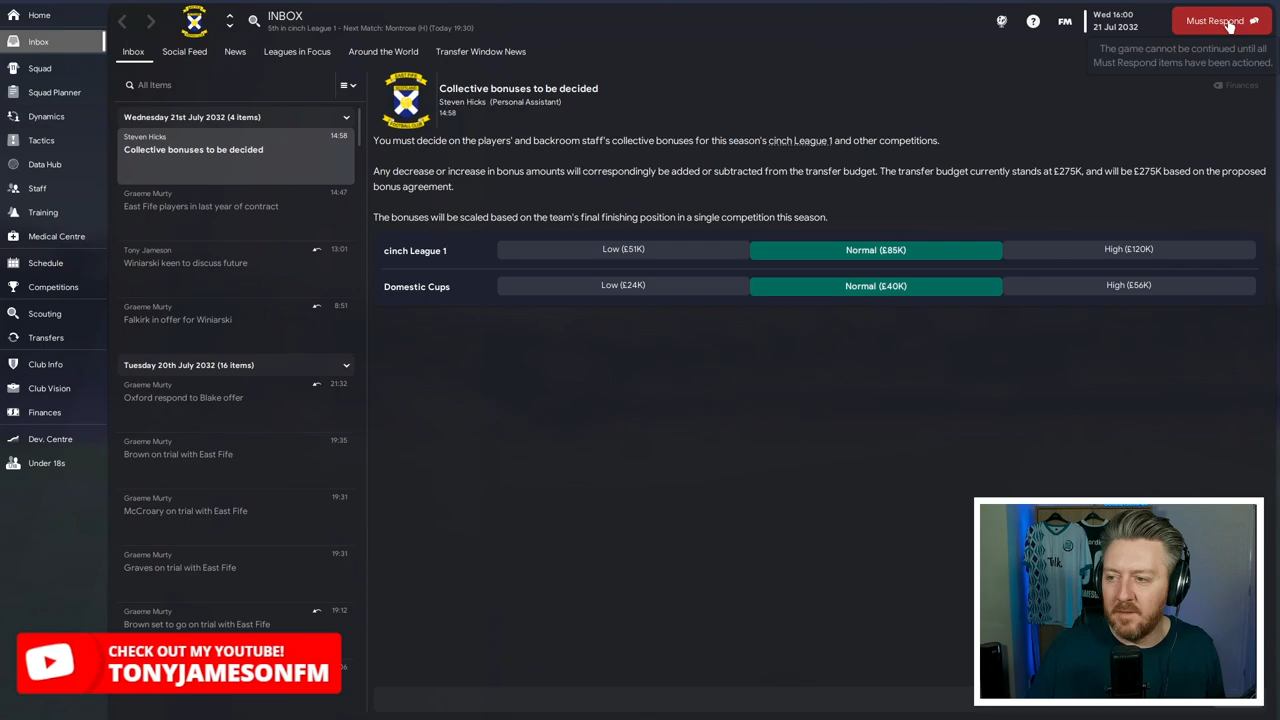 Home
INBOX
5th in cinch League 1 - Next Match: Montrose (H) (Today 19:30)
FM
Wed 16:00
21 Jul 2032
Must Respond
The game cannot be continued until all
Must Respond items have been actioned.
Inbox
Squad
Squad Planner
Dynamics
Tactics
Data Hub
Staff
Training
Medical Centre
Schedule
Competitions
Scouting
Transfers
Club Info
Club Vision
Finances
Dev. Centre
Under 18s
Inbox Social Feed News Leagues in Focus Around the World Transfer Window News
All Items
Wednesday 21st July 2032 (4 items)
Steven Hicks 14:58
Collective bonuses to be decided
Graeme Murty 14:47
East Fife players in last year of contract
Tony Jameson 13:01
Winiarski keen to discuss future
Graeme Murty 8:51
Falkirk in offer for Winiarski
Tuesday 20th July 2032 (16 items)
Graeme Murty 21:32
Oxford respond to Blake offer
Graeme Murty 19:35
Brown on trial with East Fife
Graeme Murty 19:31
McCroary on trial with East Fife
Graeme Murty 19:31
Graves on trial with East Fife
Graeme Murty 19:12
Brown set to go on trial with East Fife
EAST FIFE
SCOTLAND
FOOTBALL CLUB
Collective bonuses to be decided
Steven Hicks (Personal Assistant)
14:58
Finances
You must decide on the players' and backroom staff's collective bonuses for this season's cinch League 1 and other competitions.
Any decrease or increase in bonus amounts will correspondingly be added or subtracted from the transfer budget. The transfer budget currently stands at £275K, and will be £275K based on the proposed
bonus agreement.
The bonuses will be scaled based on the team's final finishing position in a single competition this season.
cinch League 1 Low (£51K) Normal (£85K) High (£120K)
Domestic Cups Low (£24K) Normal (£40K) High (£56K)
CHECK OUT MY YOUTUBE!
TONYJAMESONFM